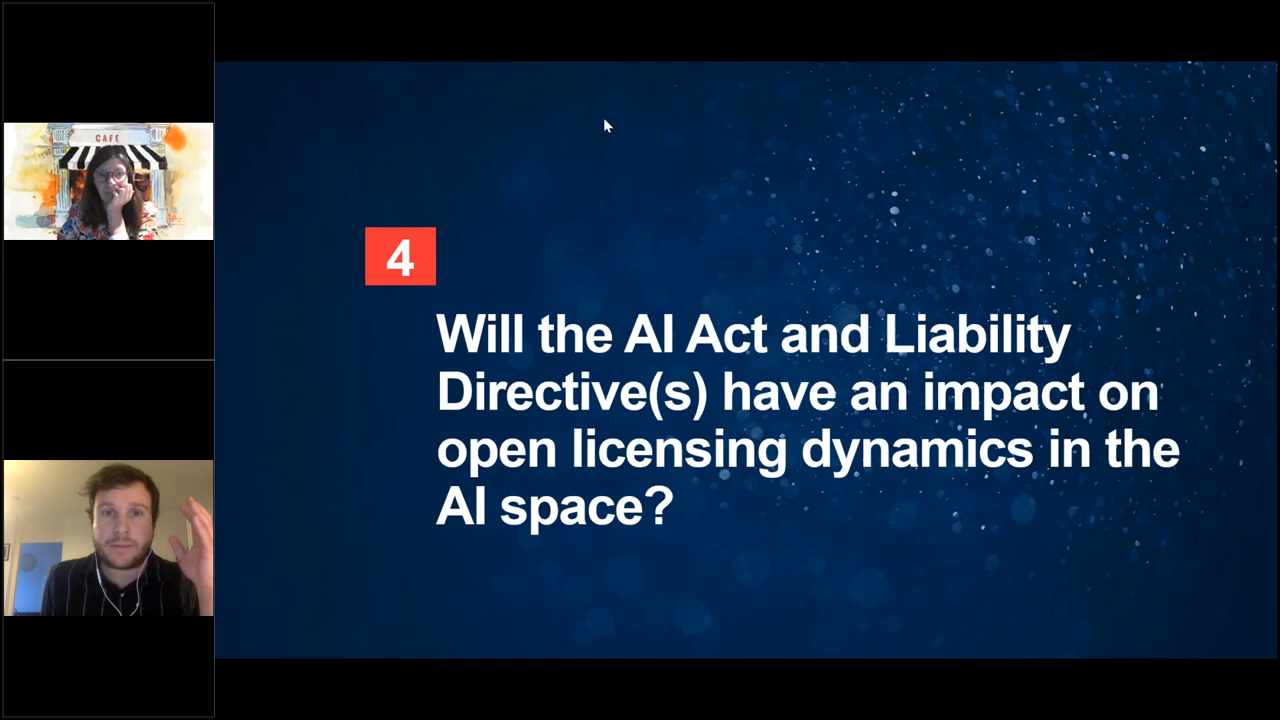 CAFE
4
Will the AI Act and Liability
Directive(s) have an impact on
open licensing dynamics in the
AI space?